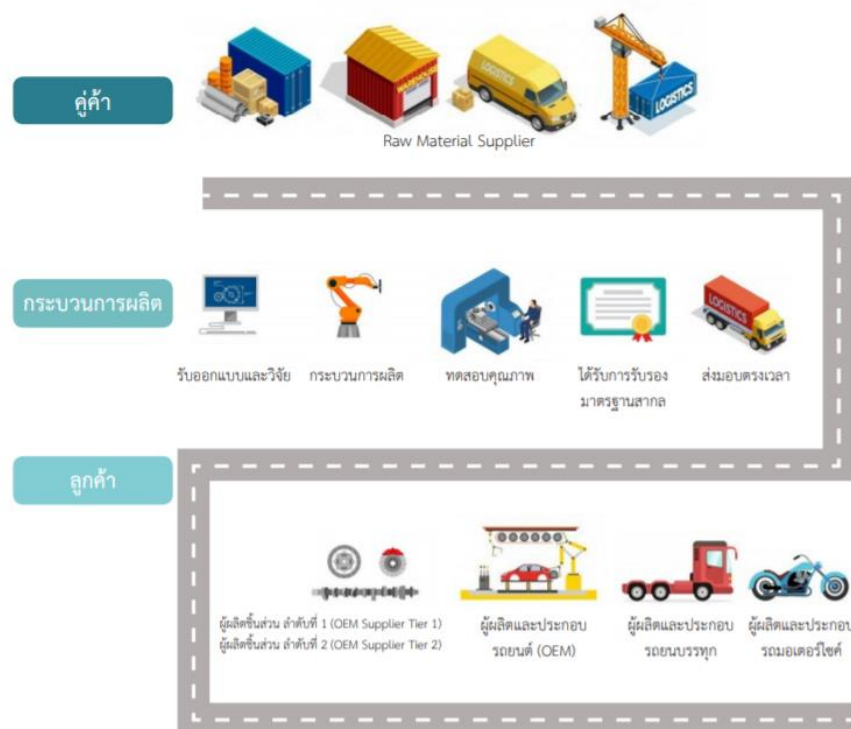 คู่ค้า
WAREHOUSE
LOGISTICS
LOGISTICS
Raw Material Supplier
กระบวนการผลิต
LOGISTICS
รับออกแบบและวิจัย
กระบวนการผลิต
ทดสอบคุณภาพ
ได้รับการรับรอง
มาตรฐานสากล
ส่งมอบตรงเวลา
ลูกค้า
ผู้ผลิตชิ้นส่วน ลำดับที่ 1 (OEM Supplier Tier 1)
ผู้ผลิตชิ้นส่วน ลำดับที่ 2 (OEM Supplier Tier 2)
ผู้ผลิตและประกอบ
รถยนต์ (OEM)
ผู้ผลิตและประกอบ
รถยนบรรทุก
ผู้ผลิตและประกอบ
รถมอเตอร์ไซค์